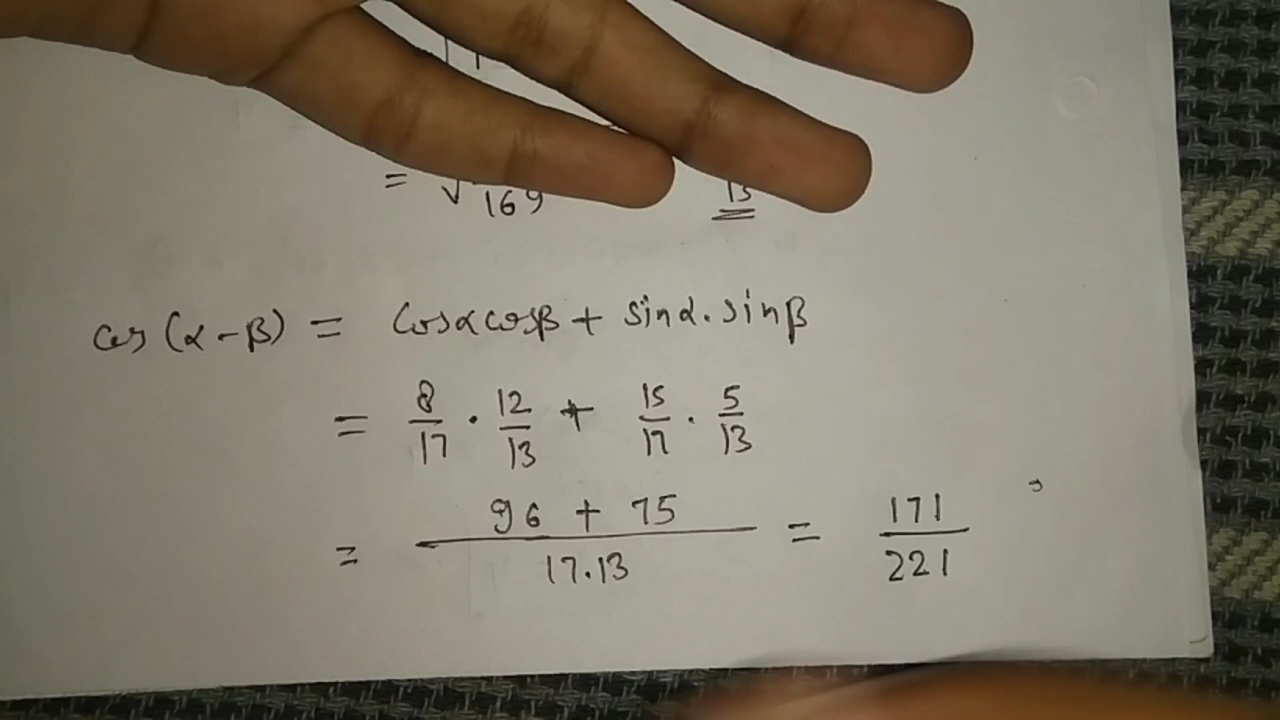 = √ 169 13
cos (α - β) = cosα cosβ + sinα. sinβ
= 8/17 . 12/13 + 15/17 . 5/13
= 96 + 75 / 17.13 = 171 / 221